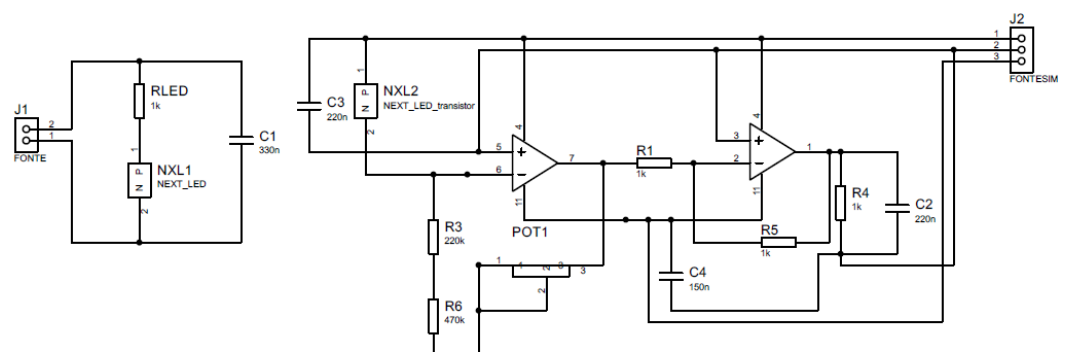 J1
2
1
FONTE
RLED
1k
1
N P
NXL1
NEXT_LED
2
C1
330n
C3
220n
1
N P
NXL2
NEXT_LED_transistor
2
4
5
6
7
11
R3
220k
R6
470k
POT1
1
1 2 3
3
2
R1
1k
4
3
2
1
11
R5
1k
C4
150n
R4
1k
C2
220n
J2
1
2
3
FONTESIM